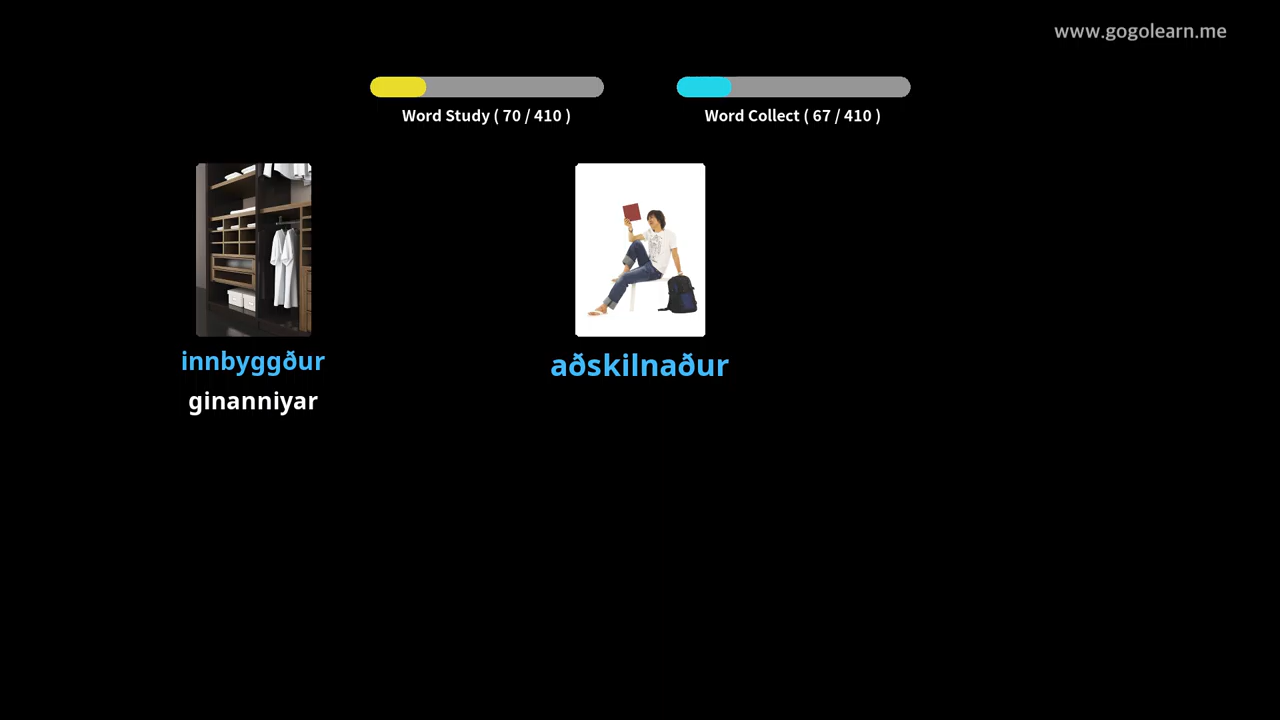 www.gogolearn.me
Word Study ( 70 / 410 )
Word Collect ( 67 / 410 )
innbyggður
ginanniyar
aðskilnaður